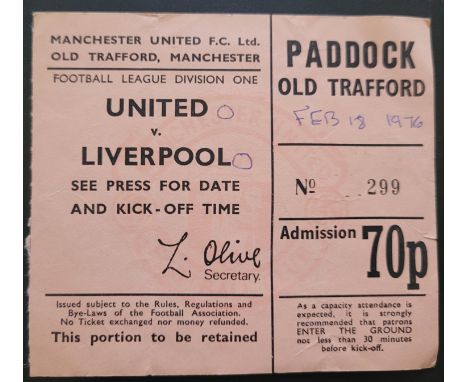 MANCHESTER UNITED F.C. Ltd.
OLD TRAFFORD, MANCHESTER
FOOTBALL LEAGUE DIVISION ONE
UNITED 0
v.
LIVERPOOL 0
SEE PRESS FOR DATE
AND KICK-OFF TIME
L. Olive
Secretary.
Issued subject to the Rules, Regulations and
Bye-Laws of the Football Association.
No Ticket exchanged nor money refunded.
This portion to be retained
PADDOCK
OLD TRAFFORD
FEB 18 1976
No 299
Admission 70p
As a capacity attendance is
expected, it is strongly
recommended that patrons
ENTER THE GROUND
not less than 30 minutes
before kick-off.